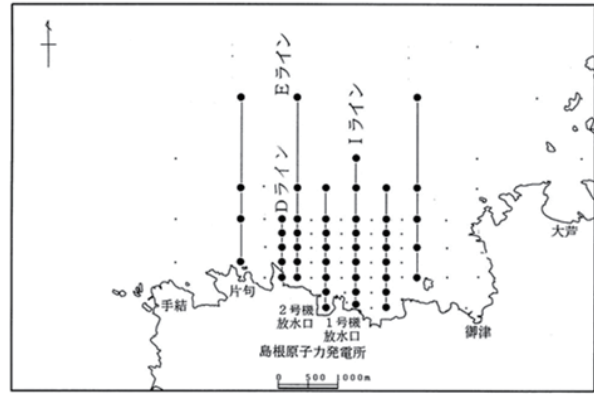 Eライン
Iライン
Dライン
大芦
片句
手結
2号機
放水口
1号機
放水口
御津
島根原子力発電所
0 500 1000m